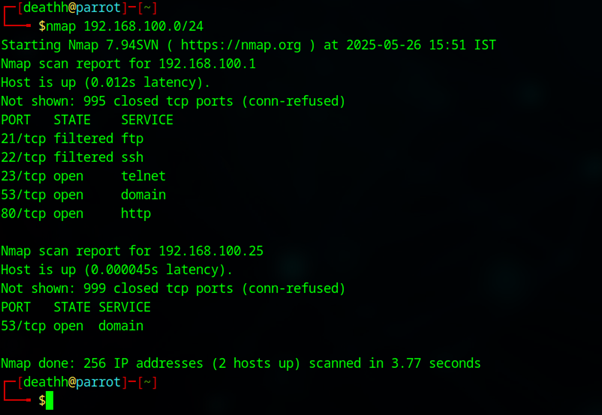 ┌─[deathh@parrot]─[~]
└──╼ $nmap 192.168.100.0/24
Starting Nmap 7.94SVN ( https://nmap.org ) at 2025-05-26 15:51 IST
Nmap scan report for 192.168.100.1
Host is up (0.012s latency).
Not shown: 995 closed tcp ports (conn-refused)
PORT   STATE    SERVICE
21/tcp filtered ftp
22/tcp filtered ssh
23/tcp open     telnet
53/tcp open     domain
80/tcp open     http

Nmap scan report for 192.168.100.25
Host is up (0.000045s latency).
Not shown: 999 closed tcp ports (conn-refused)
PORT   STATE SERVICE
53/tcp open  domain

Nmap done: 256 IP addresses (2 hosts up) scanned in 3.77 seconds
┌─[deathh@parrot]─[~]
└──╼ $